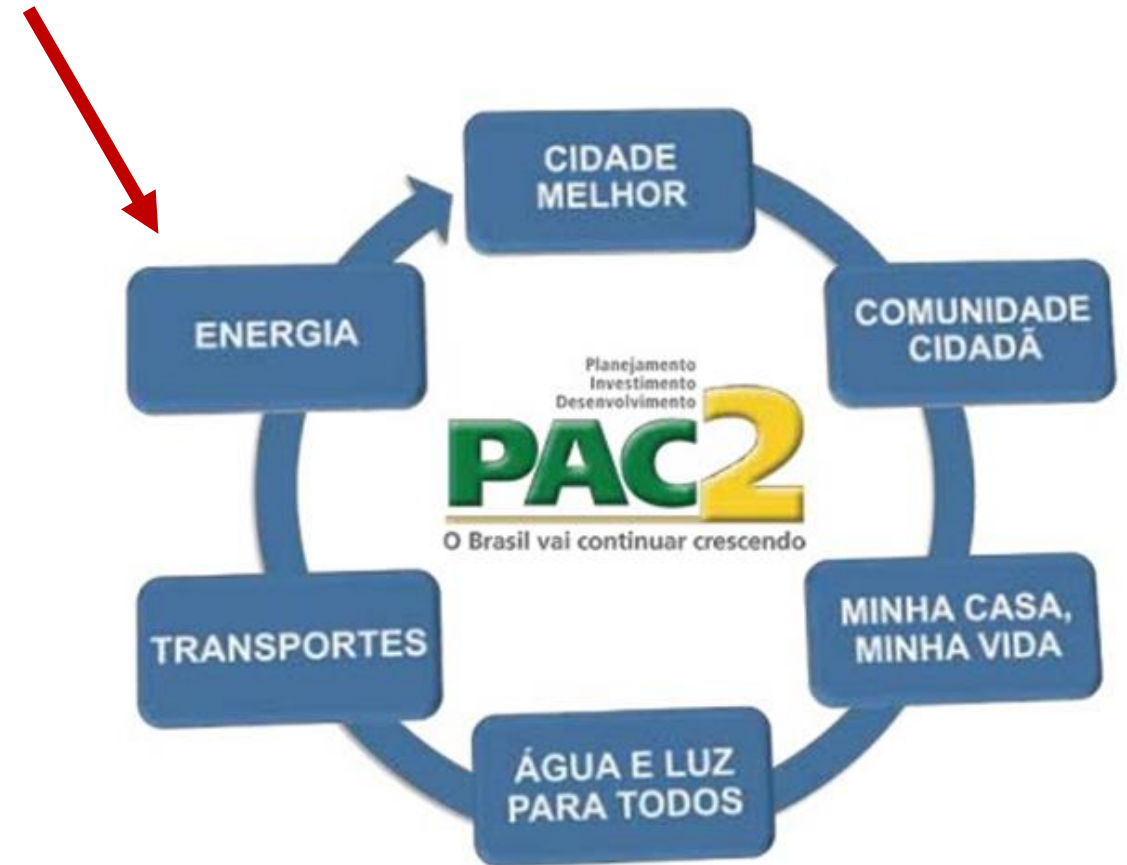 CIDADE
MELHOR
COMUNIDADE
CIDADÃ
MINHA CASA,
MINHA VIDA
ÁGUA E LUZ
PARA TODOS
TRANSPORTES
ENERGIA
Planejamento
Investimento
Desenvolvimento
PAC2
O Brasil vai continuar crescendo